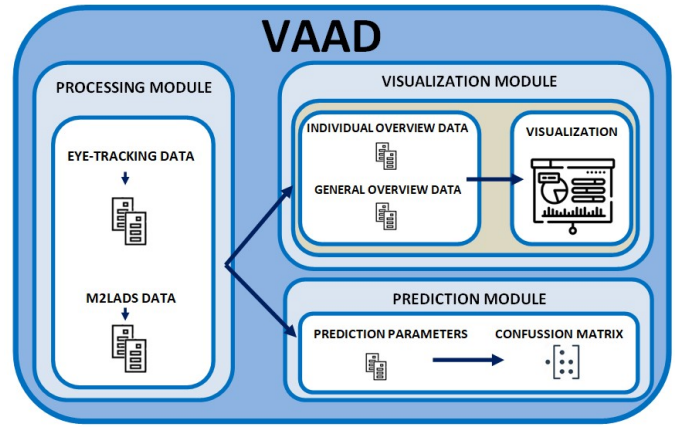 VAAD
PROCESSING MODULE
EYE-TRACKING DATA
M2LADS DATA
VISUALIZATION MODULE
INDIVIDUAL OVERVIEW DATA
GENERAL OVERVIEW DATA
VISUALIZATION
PREDICTION MODULE
PREDICTION PARAMETERS
CONFUSSION MATRIX